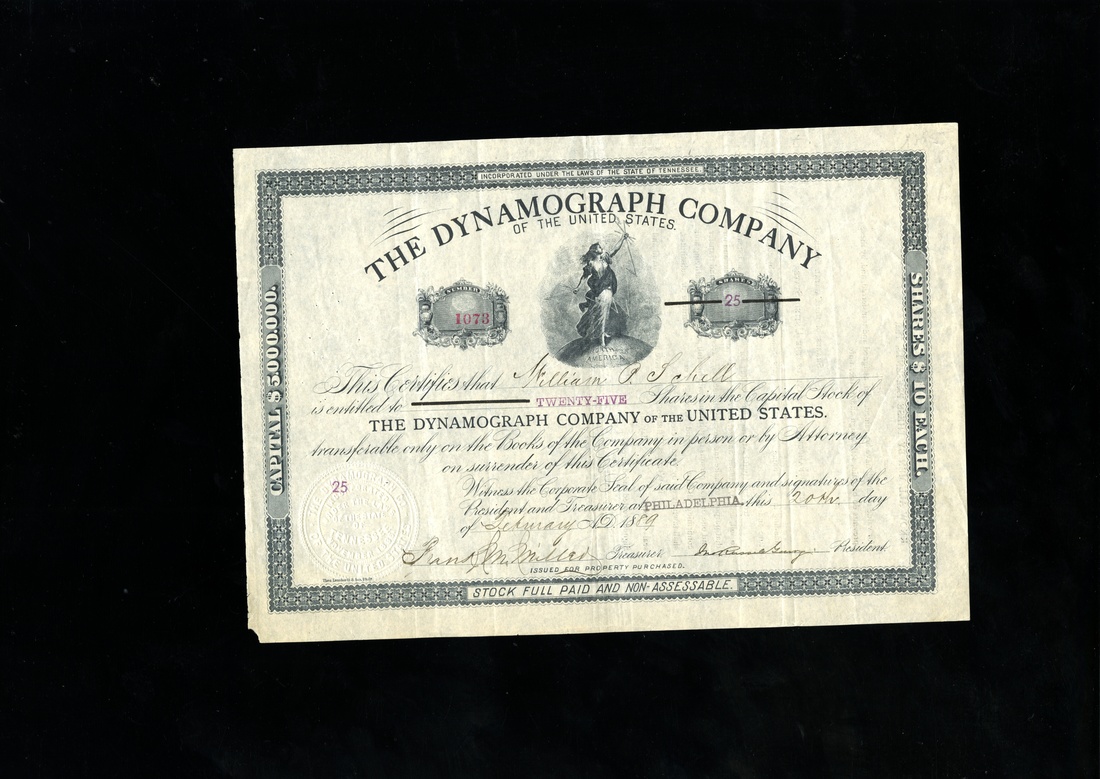 INCORPORATED UNDER THE LAWS OF THE STATE OF TENNESSEE.
THE DYNAMOGRAPH COMPANY
OF THE UNITED STATES.
NUMBER
1073
SHARES
25
AMERICA
CAPITAL $5,000,000.
SHARES $10 EACH.
This Certifies that William P. Schell
is entitled to TWENTY-FIVE Shares in the Capital Stock of
THE DYNAMOGRAPH COMPANY OF THE UNITED STATES.
transferable only on the Books of the Company in person or by Attorney
on surrender of this Certificate.
25
Witness the Corporate Seal of said Company and signatures of the
President and Treasurer at PHILADELPHIA, this 20th day
of February A.D. 1889
Treasurer President.
ISSUED FOR PROPERTY PURCHASED.
STOCK FULL PAID AND NON-ASSESSABLE.